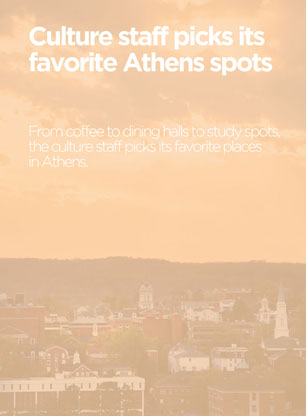 Culture staff picks its
favorite Athens spots
From coffee to dining halls to study spots,
the culture staff picks its favorite places
in Athens.